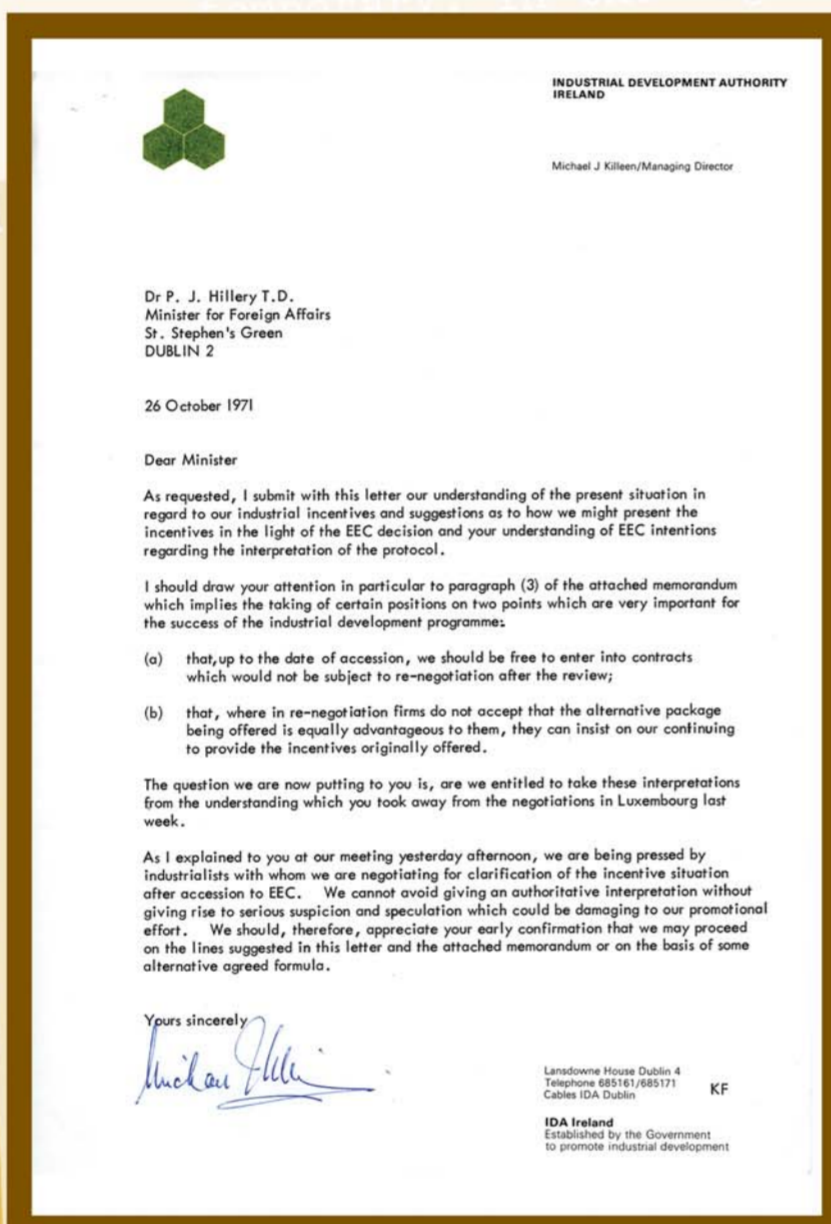 INDUSTRIAL DEVELOPMENT AUTHORITY
IRELAND
Michael J Killeen/Managing Director
Dr P. J. Hillery T.D.
Minister for Foreign Affairs
St. Stephen's Green
DUBLIN 2
26 October 1971
Dear Minister
As requested, I submit with this letter our understanding of the present situation in
regard to our industrial incentives and suggestions as to how we might present the
incentives in the light of the EEC decision and your understanding of EEC intentions
regarding the interpretation of the protocol.
I should draw your attention in particular to paragraph (3) of the attached memorandum
which implies the taking of certain positions on two points which are very important for
the success of the industrial development programme:
(a) that, up to the date of accession, we should be free to enter into contracts
which would not be subject to re-negotiation after the review;
(b) that, where in re-negotiation firms do not accept that the alternative package
being offered is equally advantageous to them, they can insist on our continuing
to provide the incentives originally offered.
The question we are now putting to you is, are we entitled to take these interpretations
from the understanding which you took away from the negotiations in Luxembourg last
week.
As I explained to you at our meeting yesterday afternoon, we are being pressed by
industrialists with whom we are negotiating for clarification of the incentive situation
after accession to EEC. We cannot avoid giving an authoritative interpretation without
giving rise to serious suspicion and speculation which could be damaging to our promotional
effort. We should, therefore, appreciate your early confirmation that we may proceed
on the lines suggested in this letter and the attached memorandum or on the basis of some
alternative agreed formula.
Yours sincerely
Lansdowne House Dublin 4
Telephone 685161/685171
Cables IDA Dublin
KF
IDA Ireland
Established by the Government
to promote industrial development